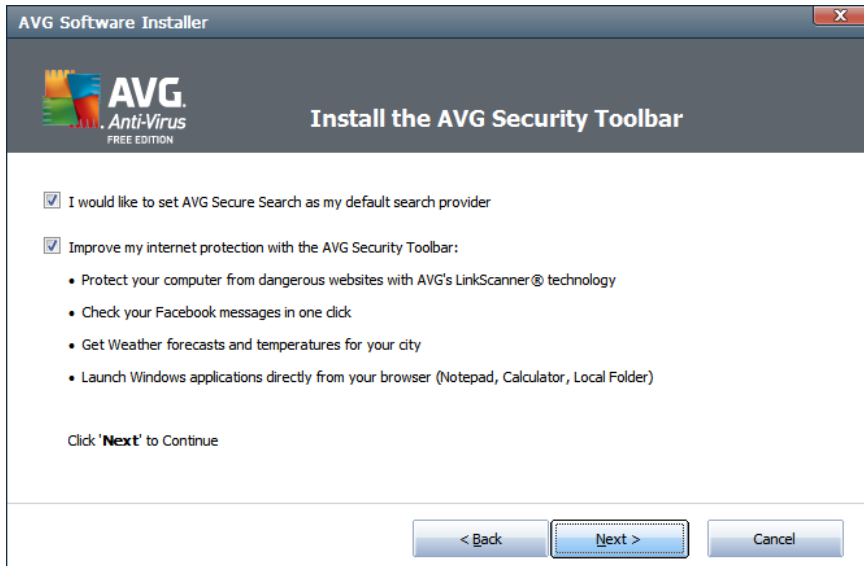 AVG Software Installer
X
AVG.
Anti-Virus
FREE EDITION
Install the AVG Security Toolbar
I would like to set AVG Secure Search as my default search provider
Improve my internet protection with the AVG Security Toolbar:
• Protect your computer from dangerous websites with AVG's LinkScanner® technology
• Check your Facebook messages in one click
• Get Weather forecasts and temperatures for your city
• Launch Windows applications directly from your browser (Notepad, Calculator, Local Folder)
Click 'Next' to Continue
< Back
Next >
Cancel